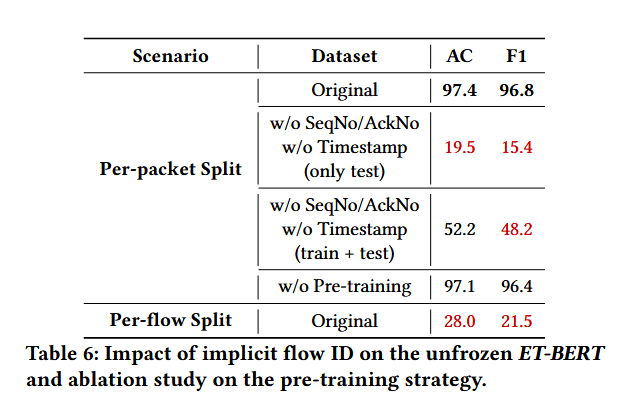 Scenario Dataset AC F1
Original 97.4 96.8
w/o SeqNo/AckNo
w/o Timestamp 19.5 15.4
(only test)
Per-packet Split
w/o SeqNo/AckNo
w/o Timestamp 52.2 48.2
(train + test)
w/o Pre-training 97.1 96.4
Per-flow Split Original 28.0 21.5
Table 6: Impact of implicit flow ID on the unfrozen ET-BERT
and ablation study on the pre-training strategy.